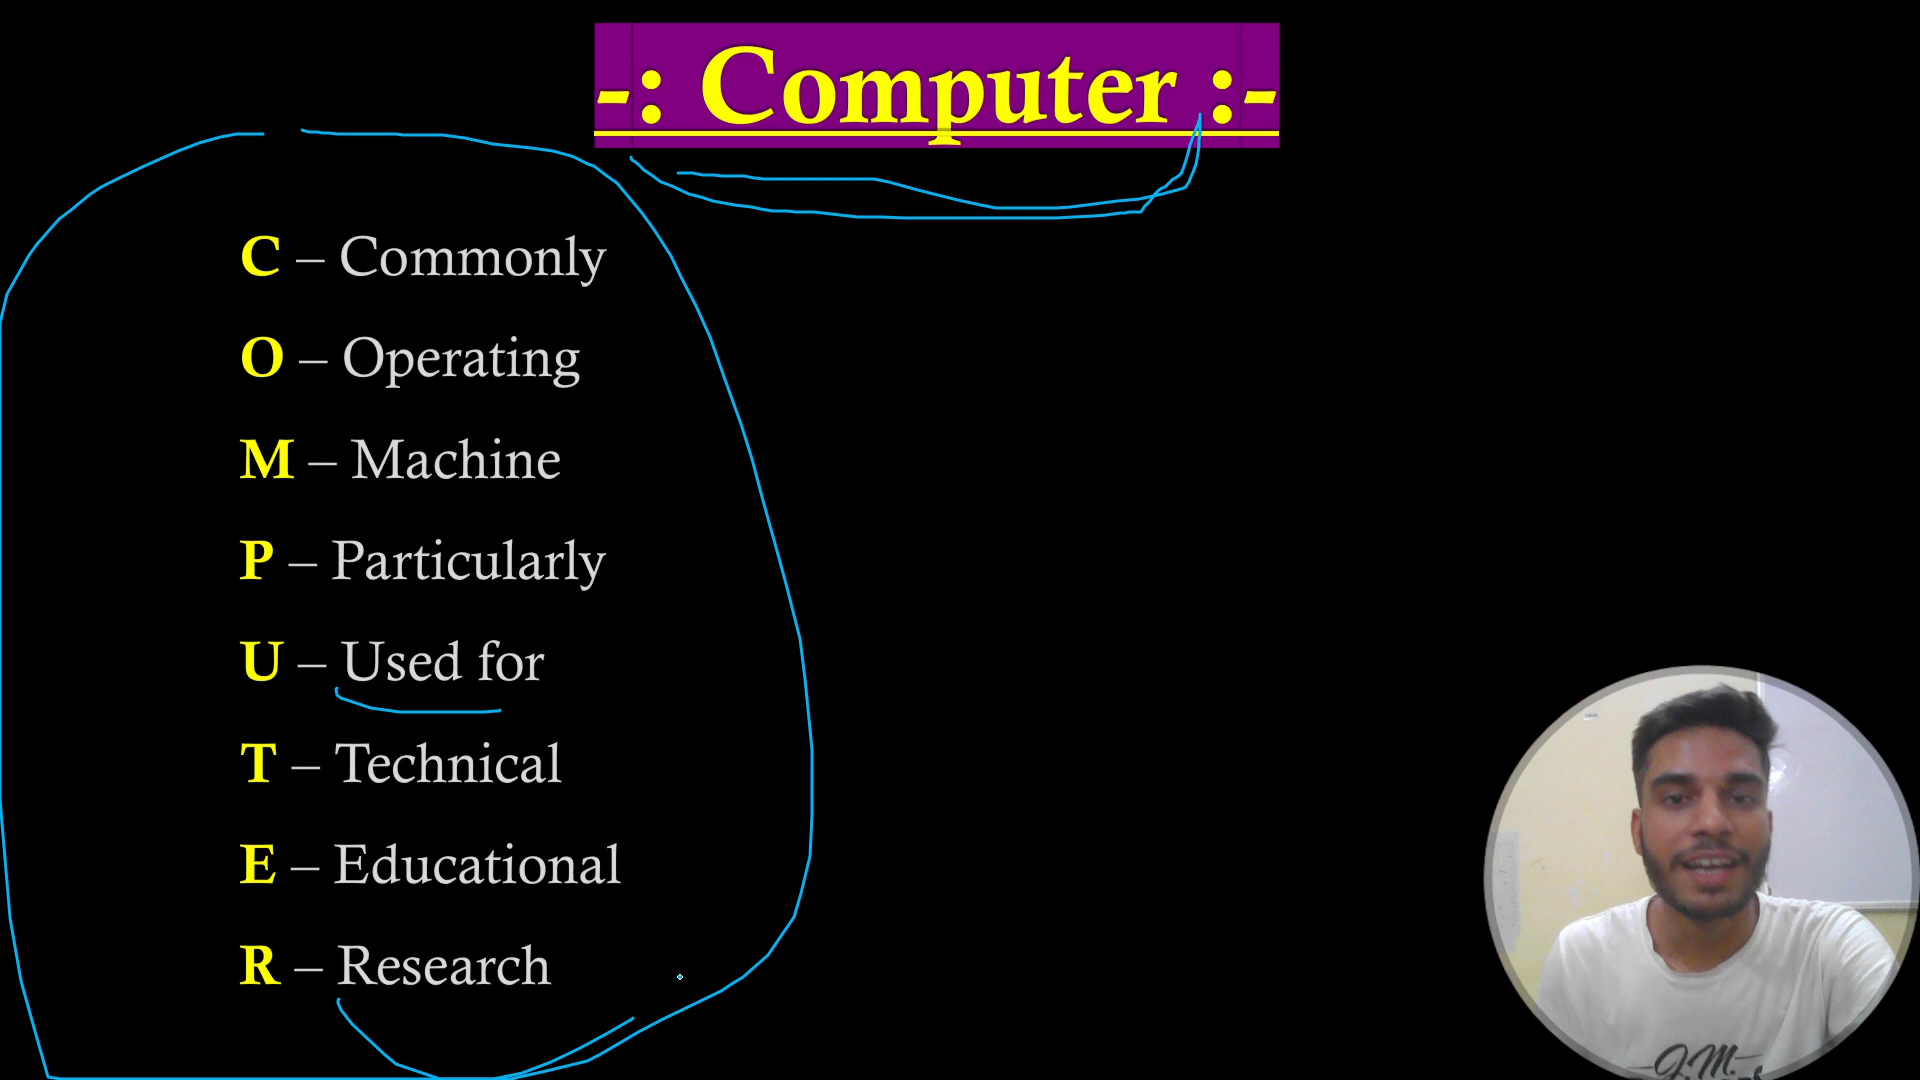 -: Computer :-
C – Commonly
O – Operating
M – Machine
P – Particularly
U – Used for
T – Technical
E – Educational
R – Research
J.M.